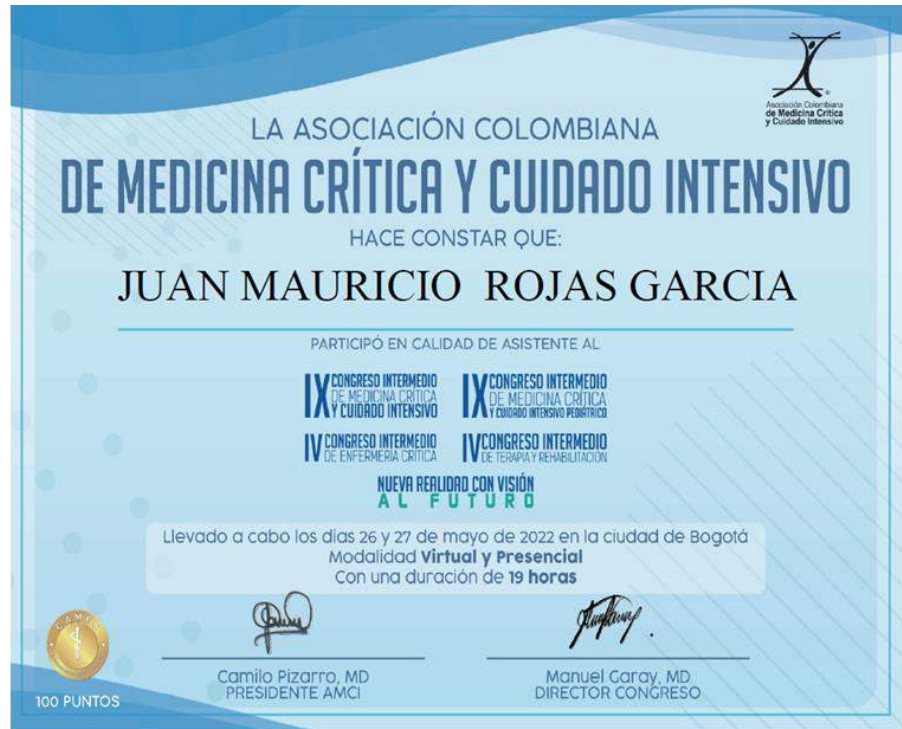 Asociación Colombiana
de Medicina Crítica
y Cuidado Intensivo
LA ASOCIACIÓN COLOMBIANA
DE MEDICINA CRÍTICA Y CUIDADO INTENSIVO
HACE CONSTAR QUE:
JUAN MAURICIO ROJAS GARCIA
PARTICIPÓ EN CALIDAD DE ASISTENTE AL
IX CONGRESO INTERMEDIO
DE MEDICINA CRÍTICA
Y CUIDADO INTENSIVO
IX CONGRESO INTERMEDIO
DE MEDICINA CRÍTICA
Y CUIDADO INTENSIVO PEDIÁTRICO
IV CONGRESO INTERMEDIO
DE ENFERMERÍA CRÍTICA
IV CONGRESO INTERMEDIO
DE TERAPIA Y REHABILITACIÓN
NUEVA REALIDAD CON VISIÓN
AL FUTURO
Llevado a cabo los días 26 y 27 de mayo de 2022 en la ciudad de Bogotá
Modalidad Virtual y Presencial
Con una duración de 19 horas
Camilo Pizarro, MD
PRESIDENTE AMCI
Manuel Garay, MD
DIRECTOR CONGRESO
CAMEC
100 PUNTOS